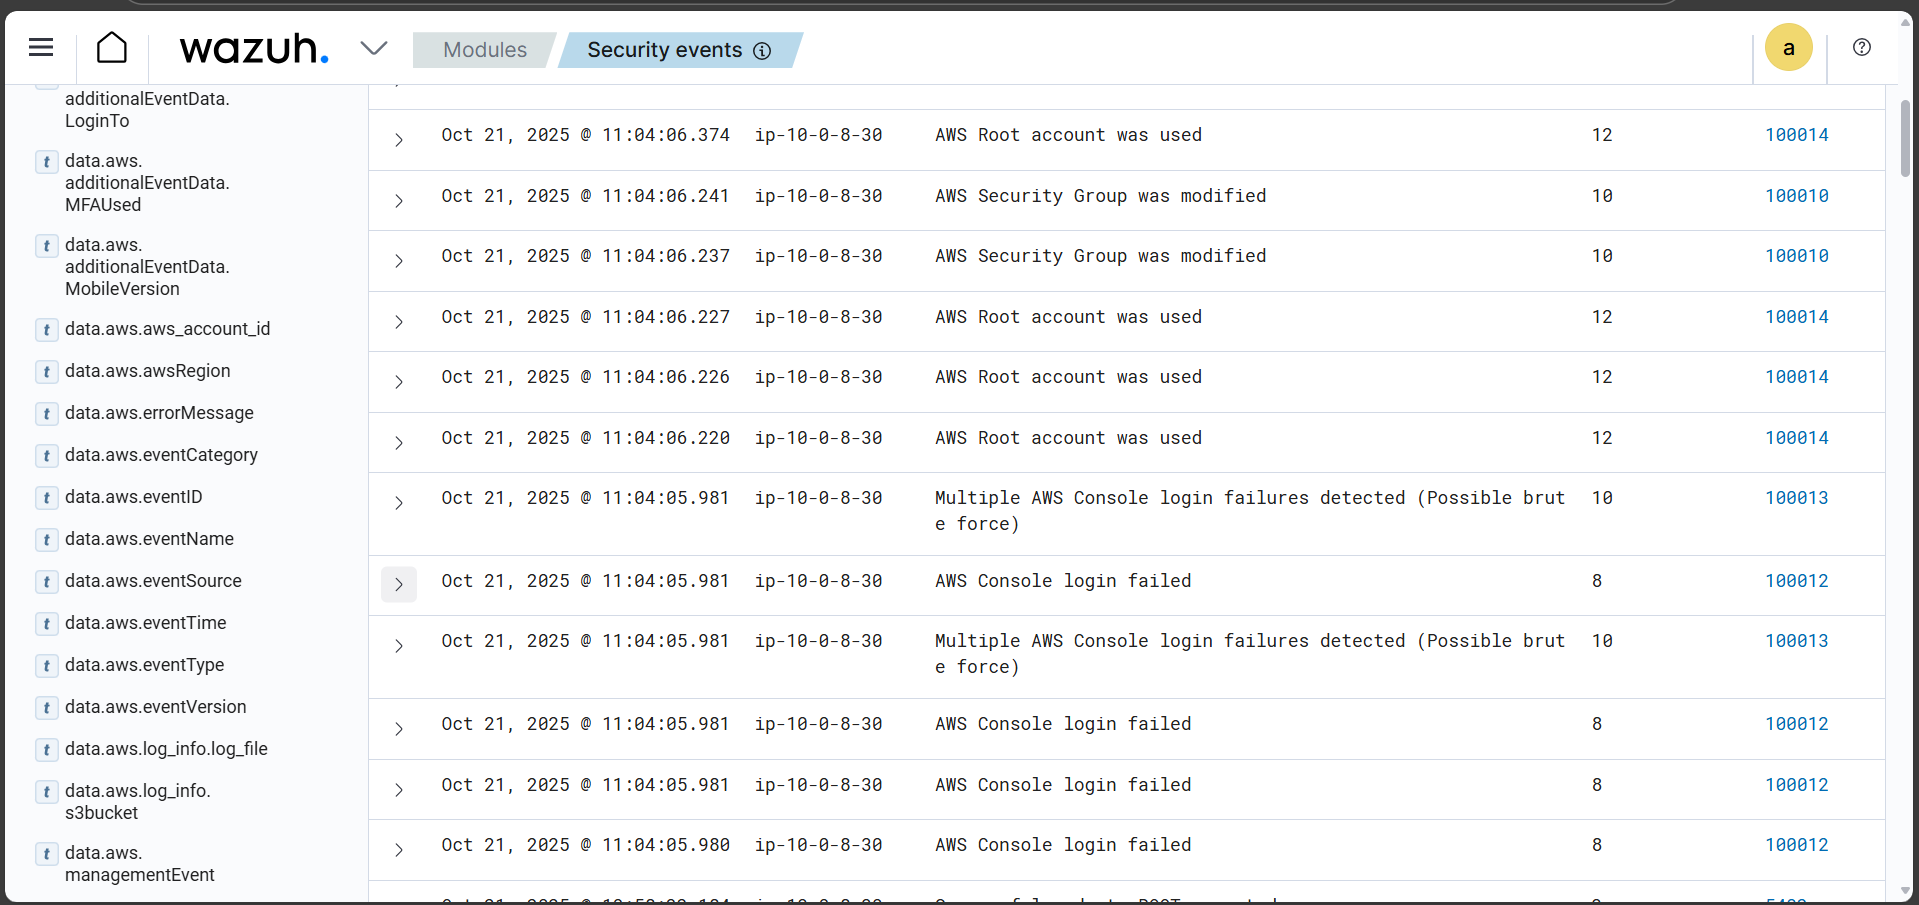 wazuh.
Modules
Security events
a
additionalEventData.
LoginTo
t data.aws.
additionalEventData.
MFAUsed
t data.aws.
additionalEventData.
MobileVersion
t data.aws.aws_account_id
t data.aws.awsRegion
t data.aws.errorMessage
t data.aws.eventCategory
t data.aws.eventID
t data.aws.eventName
t data.aws.eventSource
t data.aws.eventTime
t data.aws.eventType
t data.aws.eventVersion
t data.aws.log_info.log_file
t data.aws.log_info.
s3bucket
t data.aws.
managementEvent
Oct 21, 2025 @ 11:04:06.374 ip-10-0-8-30 AWS Root account was used 12 100014
Oct 21, 2025 @ 11:04:06.241 ip-10-0-8-30 AWS Security Group was modified 10 100010
Oct 21, 2025 @ 11:04:06.237 ip-10-0-8-30 AWS Security Group was modified 10 100010
Oct 21, 2025 @ 11:04:06.227 ip-10-0-8-30 AWS Root account was used 12 100014
Oct 21, 2025 @ 11:04:06.226 ip-10-0-8-30 AWS Root account was used 12 100014
Oct 21, 2025 @ 11:04:06.220 ip-10-0-8-30 AWS Root account was used 12 100014
Oct 21, 2025 @ 11:04:05.981 ip-10-0-8-30 Multiple AWS Console login failures detected (Possible brut 10 100013
e force)
Oct 21, 2025 @ 11:04:05.981 ip-10-0-8-30 AWS Console login failed 8 100012
Oct 21, 2025 @ 11:04:05.981 ip-10-0-8-30 Multiple AWS Console login failures detected (Possible brut 10 100013
e force)
Oct 21, 2025 @ 11:04:05.981 ip-10-0-8-30 AWS Console login failed 8 100012
Oct 21, 2025 @ 11:04:05.981 ip-10-0-8-30 AWS Console login failed 8 100012
Oct 21, 2025 @ 11:04:05.980 ip-10-0-8-30 AWS Console login failed 8 100012